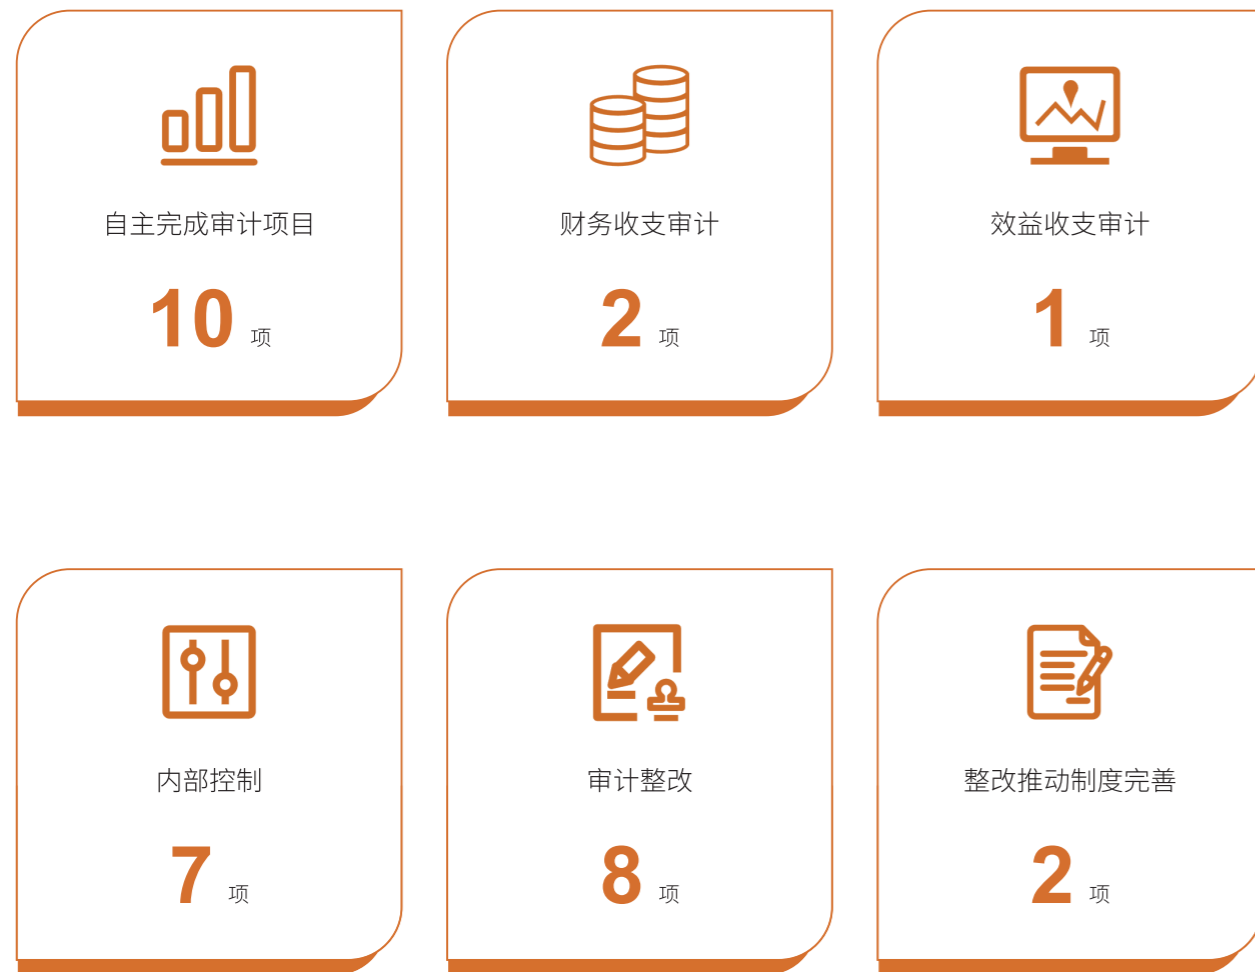 自主完成审计项目
10 项
财务收支审计
2 项
效益收支审计
1 项
内部控制
7 项
审计整改
8 项
整改推动制度完善
2 项